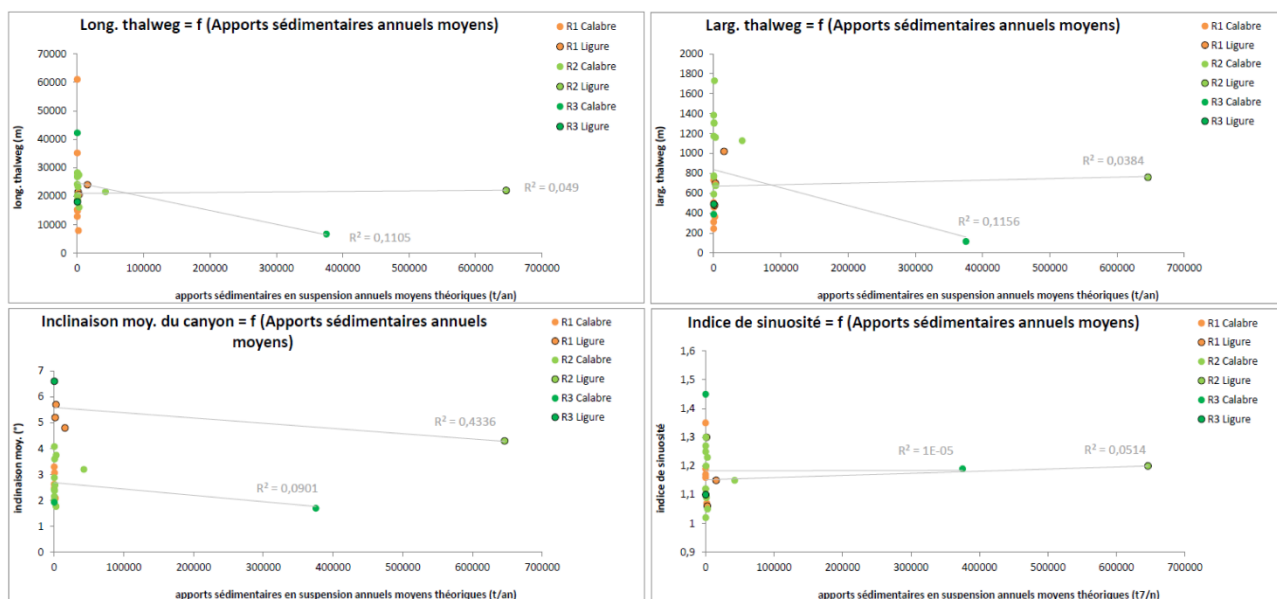 Long. thalweg = f (Apports sédimentaires annuels moyens)
70000
60000
50000
40000
30000
20000
10000
0
long. thalweg (m)
0 100000 200000 300000 400000 500000 600000 700000
apports sédimentaires en suspension annuels moyens théoriques (t/an)
R² = 0,049
R² = 0,1105
R1 Calabre
R1 Ligure
R2 Calabre
R2 Ligure
R3 Calabre
R3 Ligure
Larg. thalweg = f (Apports sédimentaires annuels moyens)
2000
1800
1600
1400
1200
1000
800
600
400
200
0
larg. thalweg (m)
0 100000 200000 300000 400000 500000 600000 700000
apports sédimentaires en suspension annuels moyens théoriques (t/an)
R² = 0,0384
R² = 0,1156
R1 Calabre
R1 Ligure
R2 Calabre
R2 Ligure
R3 Calabre
R3 Ligure
Inclinaison moy. du canyon = f (Apports sédimentaires annuels
moyens)
7
6
5
4
3
2
1
0
inclinaison moy. (°)
0 100000 200000 300000 400000 500000 600000 700000
apports sédimentaires en suspension annuels moyens théoriques (t/an)
R² = 0,4336
R² = 0,0901
R1 Calabre
R1 Ligure
R2 Calabre
R2 Ligure
R3 Calabre
R3 Ligure
Indice de sinuosité = f (Apports sédimentaires annuels moyens)
1,6
1,5
1,4
1,3
1,2
1,1
1
0,9
indice de sinuosité
0 100000 200000 300000 400000 500000 600000 700000
apports sédimentaires en suspension annuels moyens théoriques (t7/n)
R² = 1E-05
R² = 0,0514
R1 Calabre
R1 Ligure
R2 Calabre
R2 Ligure
R3 Calabre
R3 Ligure